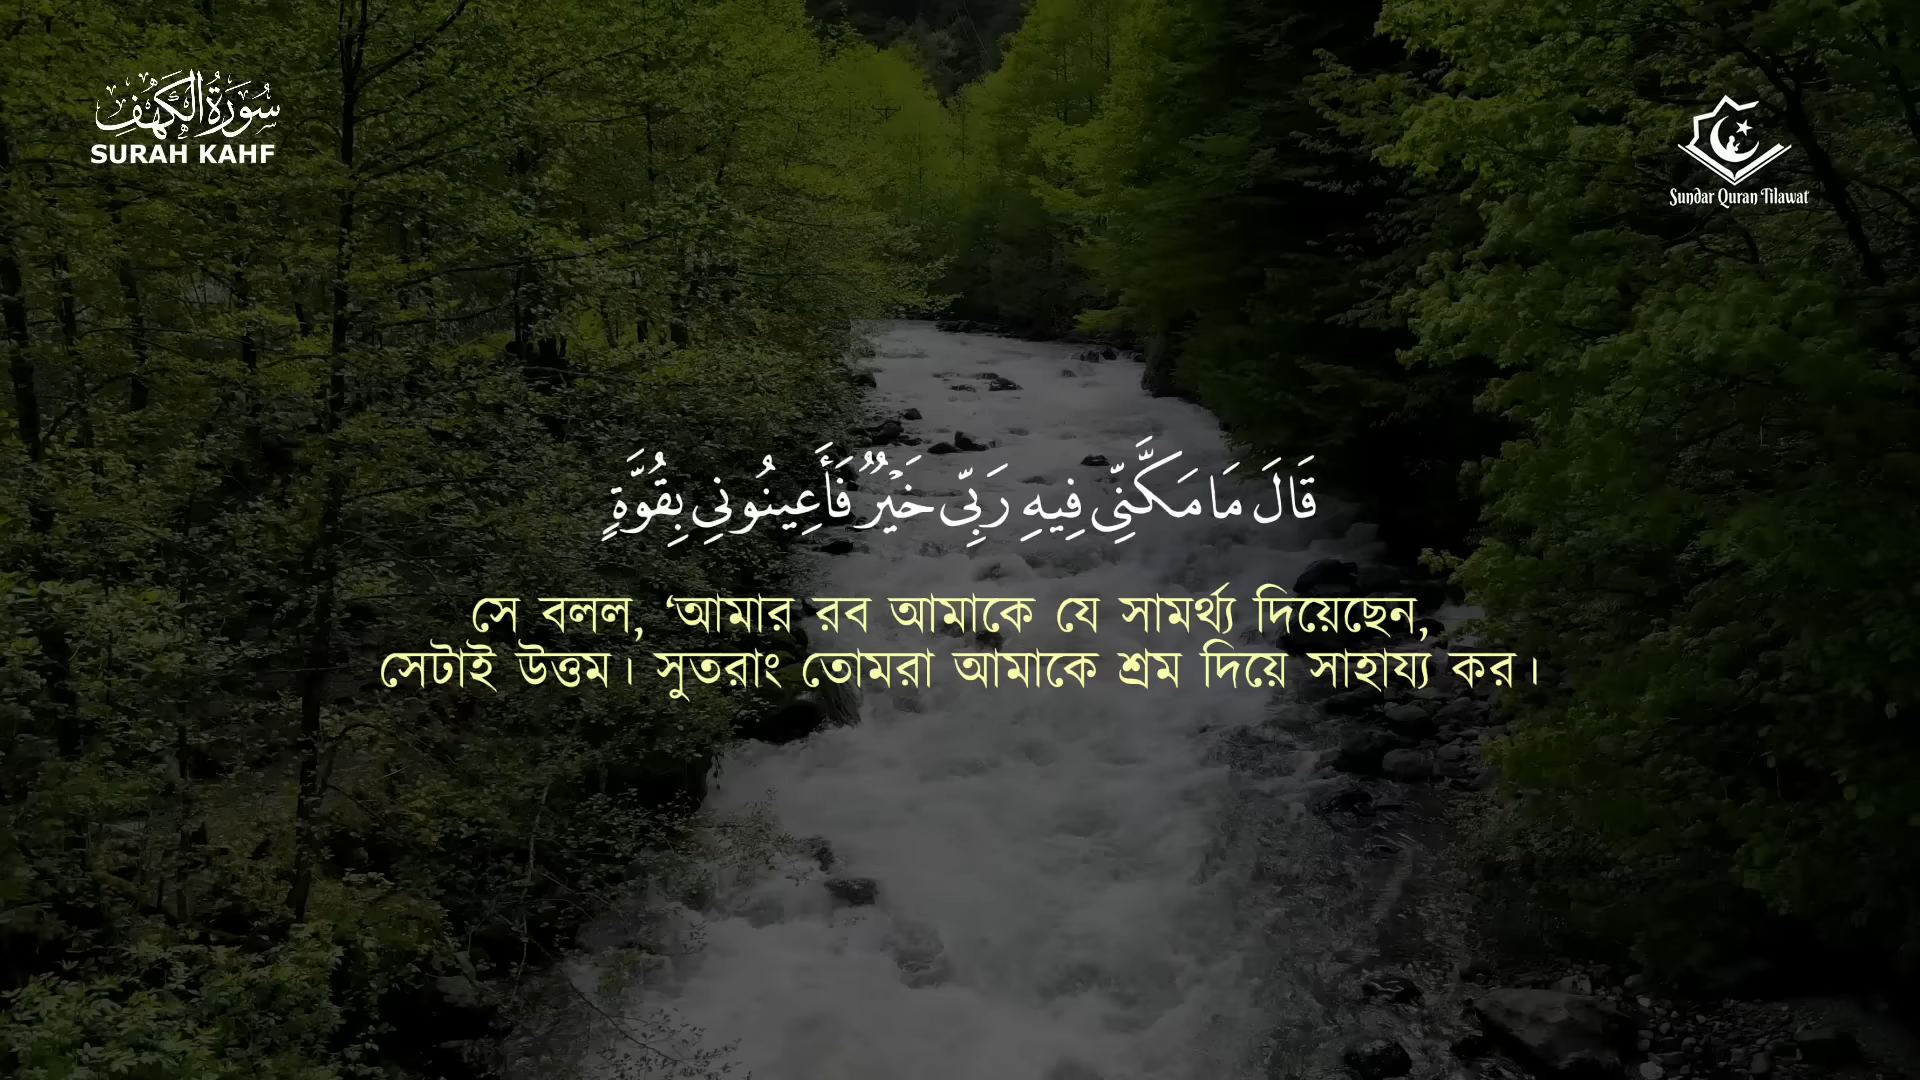 سُورَةُ الكَهْفِ
SURAH KAHF
Sundar Quran Tilawat
قَالَ مَا مَكَّنِّي فِيهِ رَبِّي خَيْرٌ فَأَعِينُونِي بِقُوَّةٍ
সে বলল, ‘আমার রব আমাকে যে সামর্থ্য দিয়েছেন,
সেটাই উত্তম। সুতরাং তোমরা আমাকে শ্রম দিয়ে সাহায্য কর।